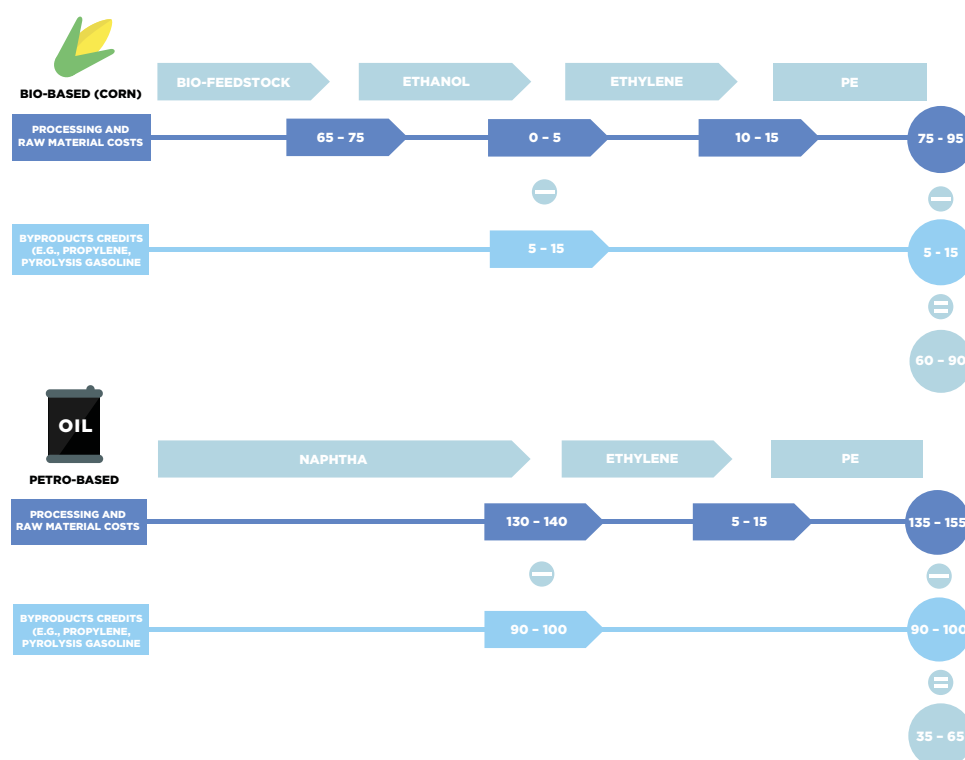 BIO-BASED (CORN)
BIO-FEEDSTOCK
ETHANOL
ETHYLENE
PE
PROCESSING AND
RAW MATERIAL COSTS
65 – 75
0 – 5
10 – 15
75 - 95
BYPRODUCTS CREDITS
(E.G., PROPYLENE,
PYROLYSIS GASOLINE
5 – 15
5 - 15
60 – 90
OIL
PETRO-BASED
NAPHTHA
ETHYLENE
PE
PROCESSING AND
RAW MATERIAL COSTS
130 – 140
5 – 15
135 – 155
BYPRODUCTS CREDITS
(E.G., PROPYLENE,
PYROLYSIS GASOLINE
90 – 100
90 – 100
35 – 65